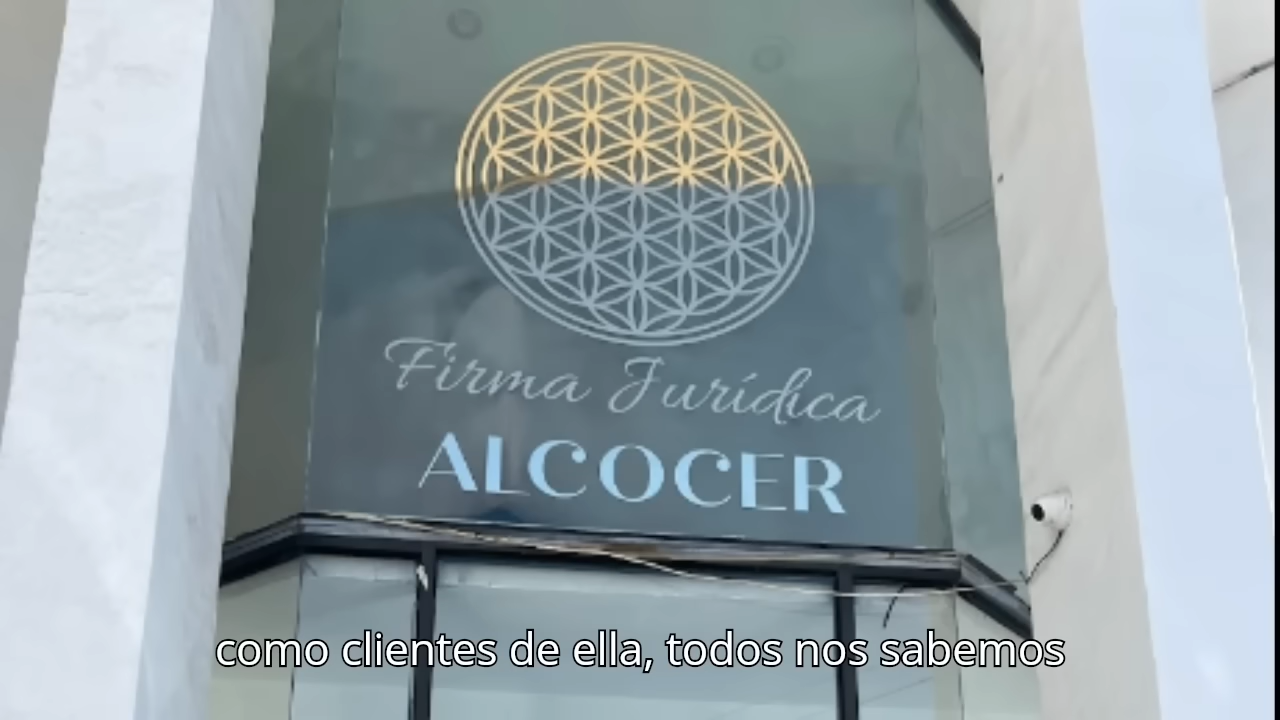 Firma Jurídica
ALCOCER
como clientes de ella, todos nos sabemos